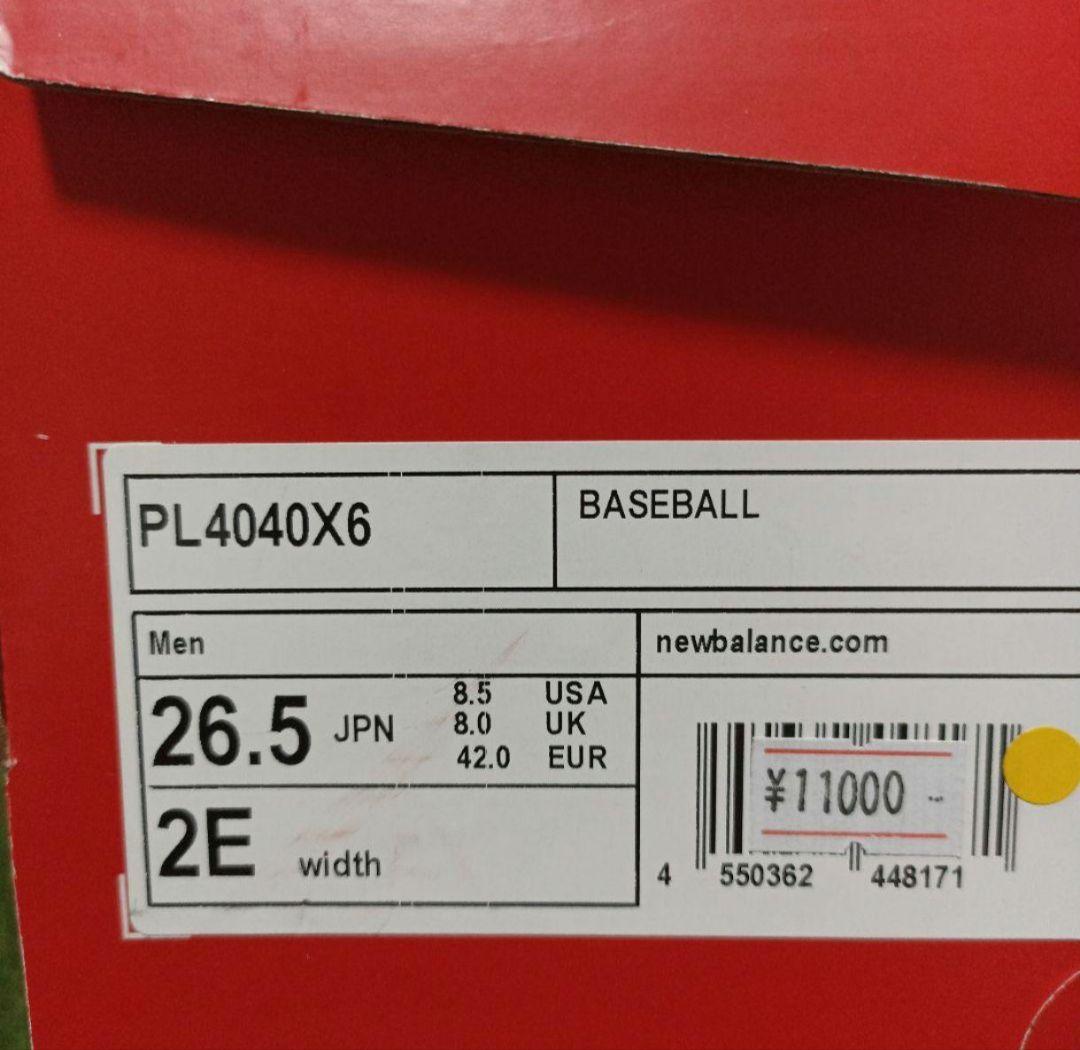 PL4040X6
BASEBALL
Men
newbalance.com
26.5 JPN
8.5 USA
8.0 UK
42.0 EUR
2E width
¥11000 -
4 550362 448171